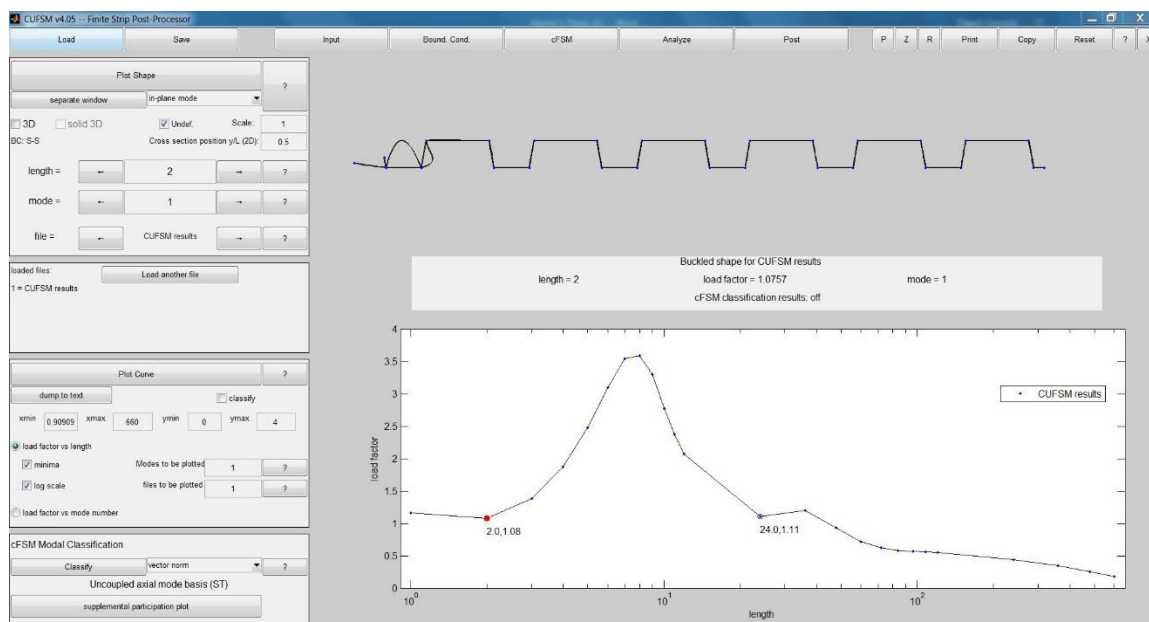 CUFSM v4.05 -- Finite Strip Post-Processor
Load Save Input Bound. Cond. cFSM Analyze Post P Z R Print Copy Reset ? X
Plot Shape ?
separate window in-plane mode
3D solid 3D Undef. Scale: 1
BC: S-S Cross section position y/L (2D): 0.5
length = ← 2 → ?
mode = ← 1 → ?
file = ← CUFSM results → ?
loaded files: Load another file
1 = CUFSM results
Buckled shape for CUFSM results
length = 2 load factor = 1.0757 mode = 1
cFSM classification results: off
Plot Curve ?
dump to text classify
xmin 0.90909 xmax 660 ymin 0 ymax 4
load factor vs length
minima Modes to be plotted 1 ?
log scale files to be plotted 1 ?
load factor vs mode number
cFSM Modal Classification
Classify vector norm ?
Uncoupled axial mode basis (ST)
supplemental participation plot
4
3.5
3
2.5
2
1.5
1
0.5
0
load factor
CUFSM results
2.0,1.08
24.0,1.11
10^0 10^1 10^2
length